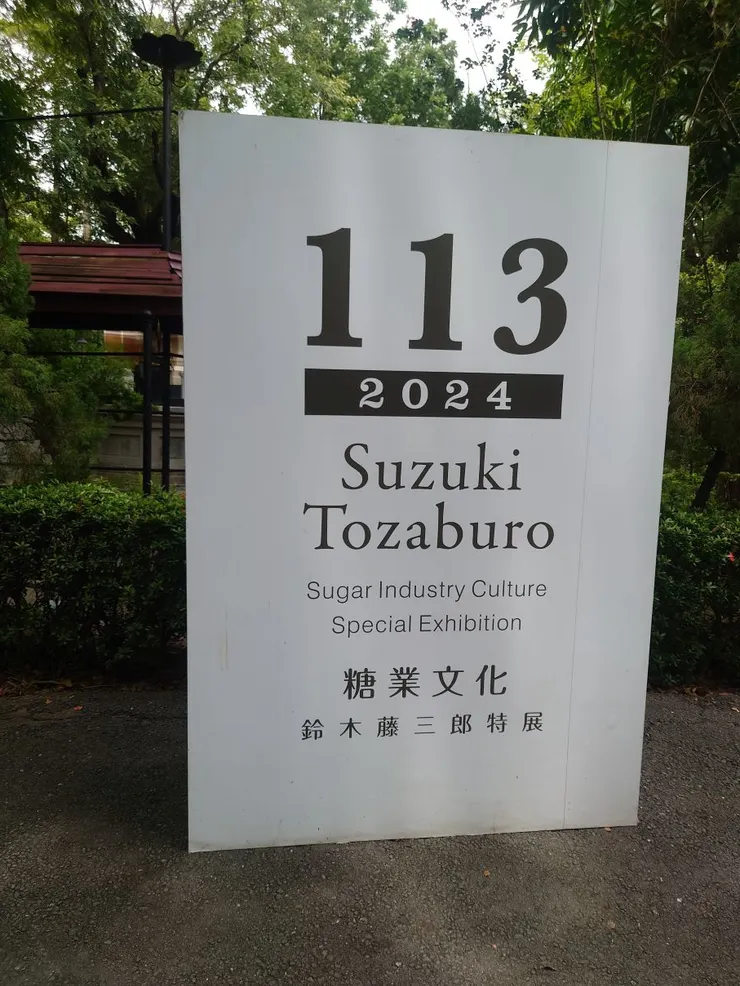 113
2024
Suzuki
Tozaburo
Sugar Industry Culture
Special Exhibition
糖業文化
鈴木藤三郎特展